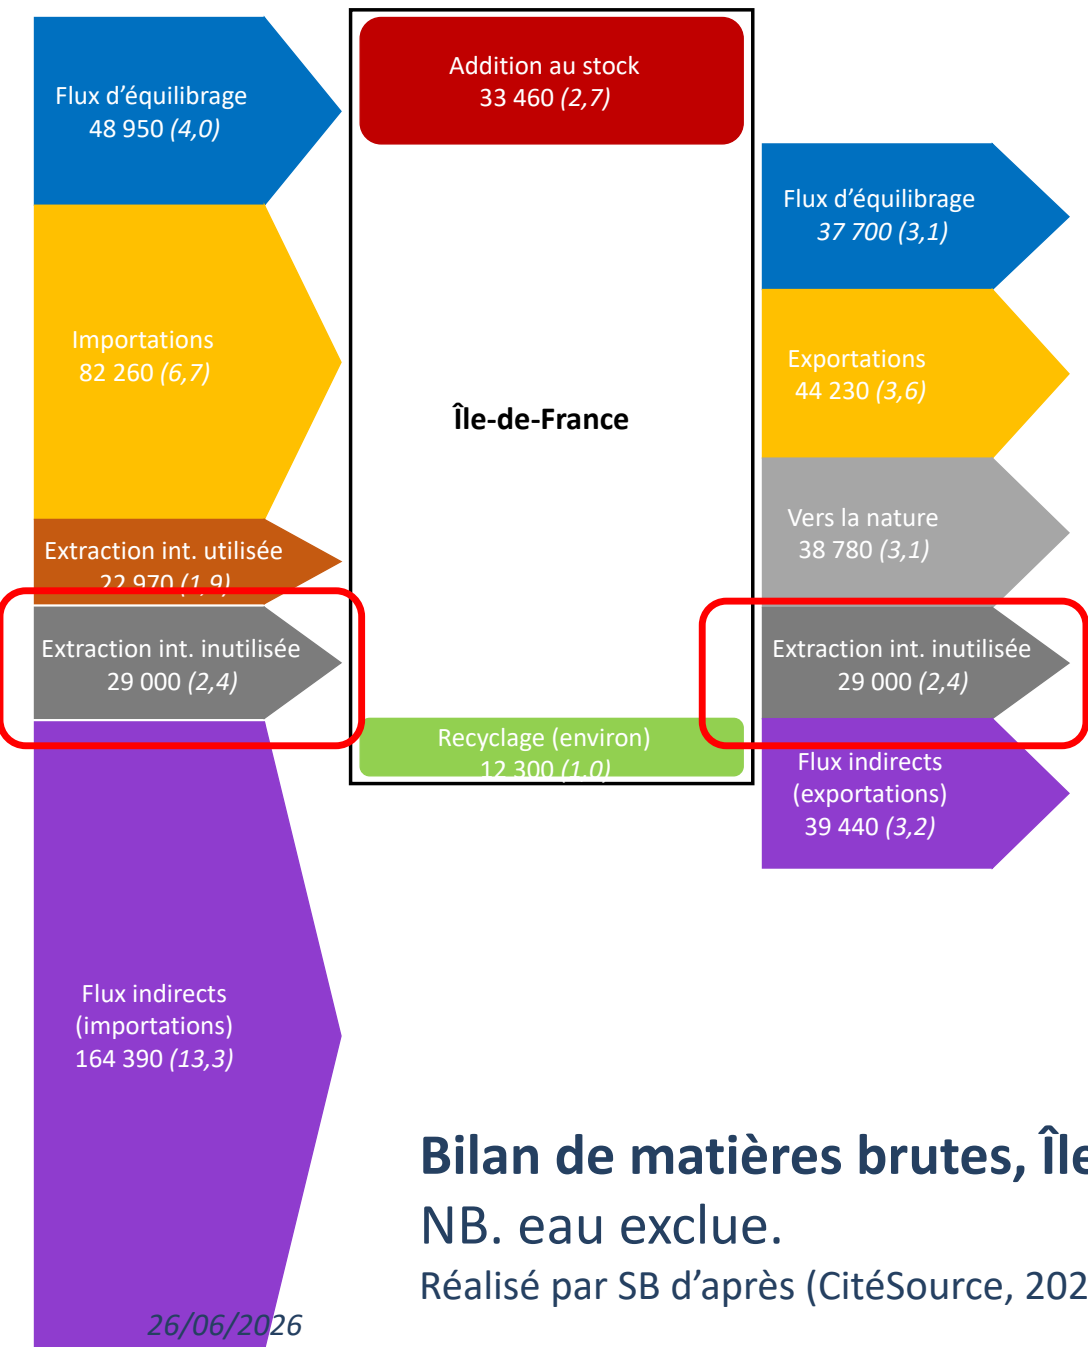 Flux d’équilibrage
48 950 (4,0)
Importations
82 260 (6,7)
Extraction int. utilisée
22 970 (1,9)
Extraction int. inutilisée
29 000 (2,4)
Flux indirects
(importations)
164 390 (13,3)
26/06/2026
Addition au stock
33 460 (2,7)
Île-de-France
Recyclage (environ)
12 300 (1,0)
Flux d’équilibrage
37 700 (3,1)
Exportations
44 230 (3,6)
Vers la nature
38 780 (3,1)
Extraction int. inutilisée
29 000 (2,4)
Flux indirects
(exportations)
39 440 (3,2)
Bilan de matières brutes, Île
NB. eau exclue.
Réalisé par SB d’après (CitéSource, 202